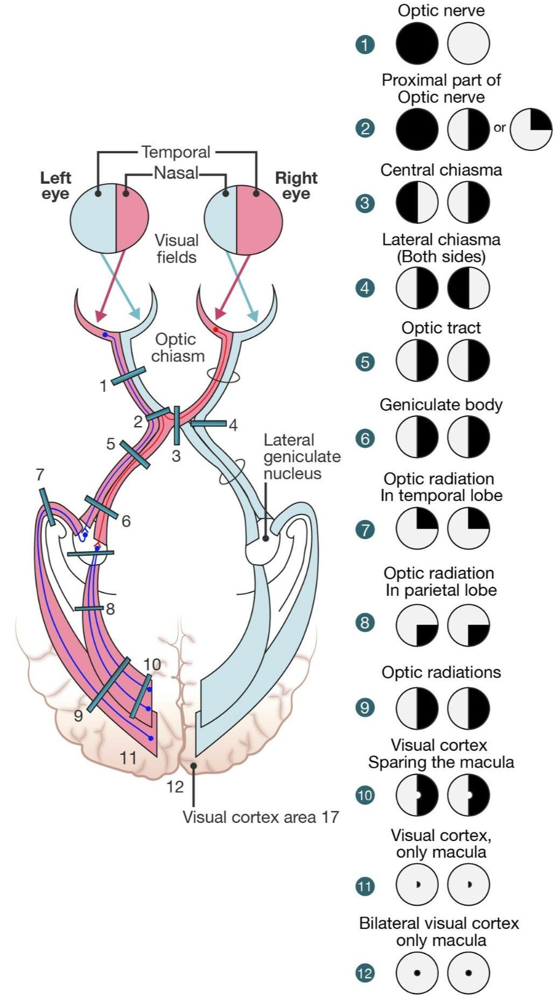 Temporal
Nasal
Left
eye
Right
eye
Visual
fields
Optic
chiasm
1
2
3
4
5
6
7
Lateral
geniculate
nucleus
8
9
10
11
12
Visual cortex area 17
Optic nerve
1
Proximal part of
Optic nerve
2
or
Central chiasma
3
Lateral chiasma
(Both sides)
4
Optic tract
5
Geniculate body
6
Optic radiation
In temporal lobe
7
Optic radiation
In parietal lobe
8
Optic radiations
9
Visual cortex
Sparing the macula
10
Visual cortex,
only macula
11
Bilateral visual cortex
only macula
12